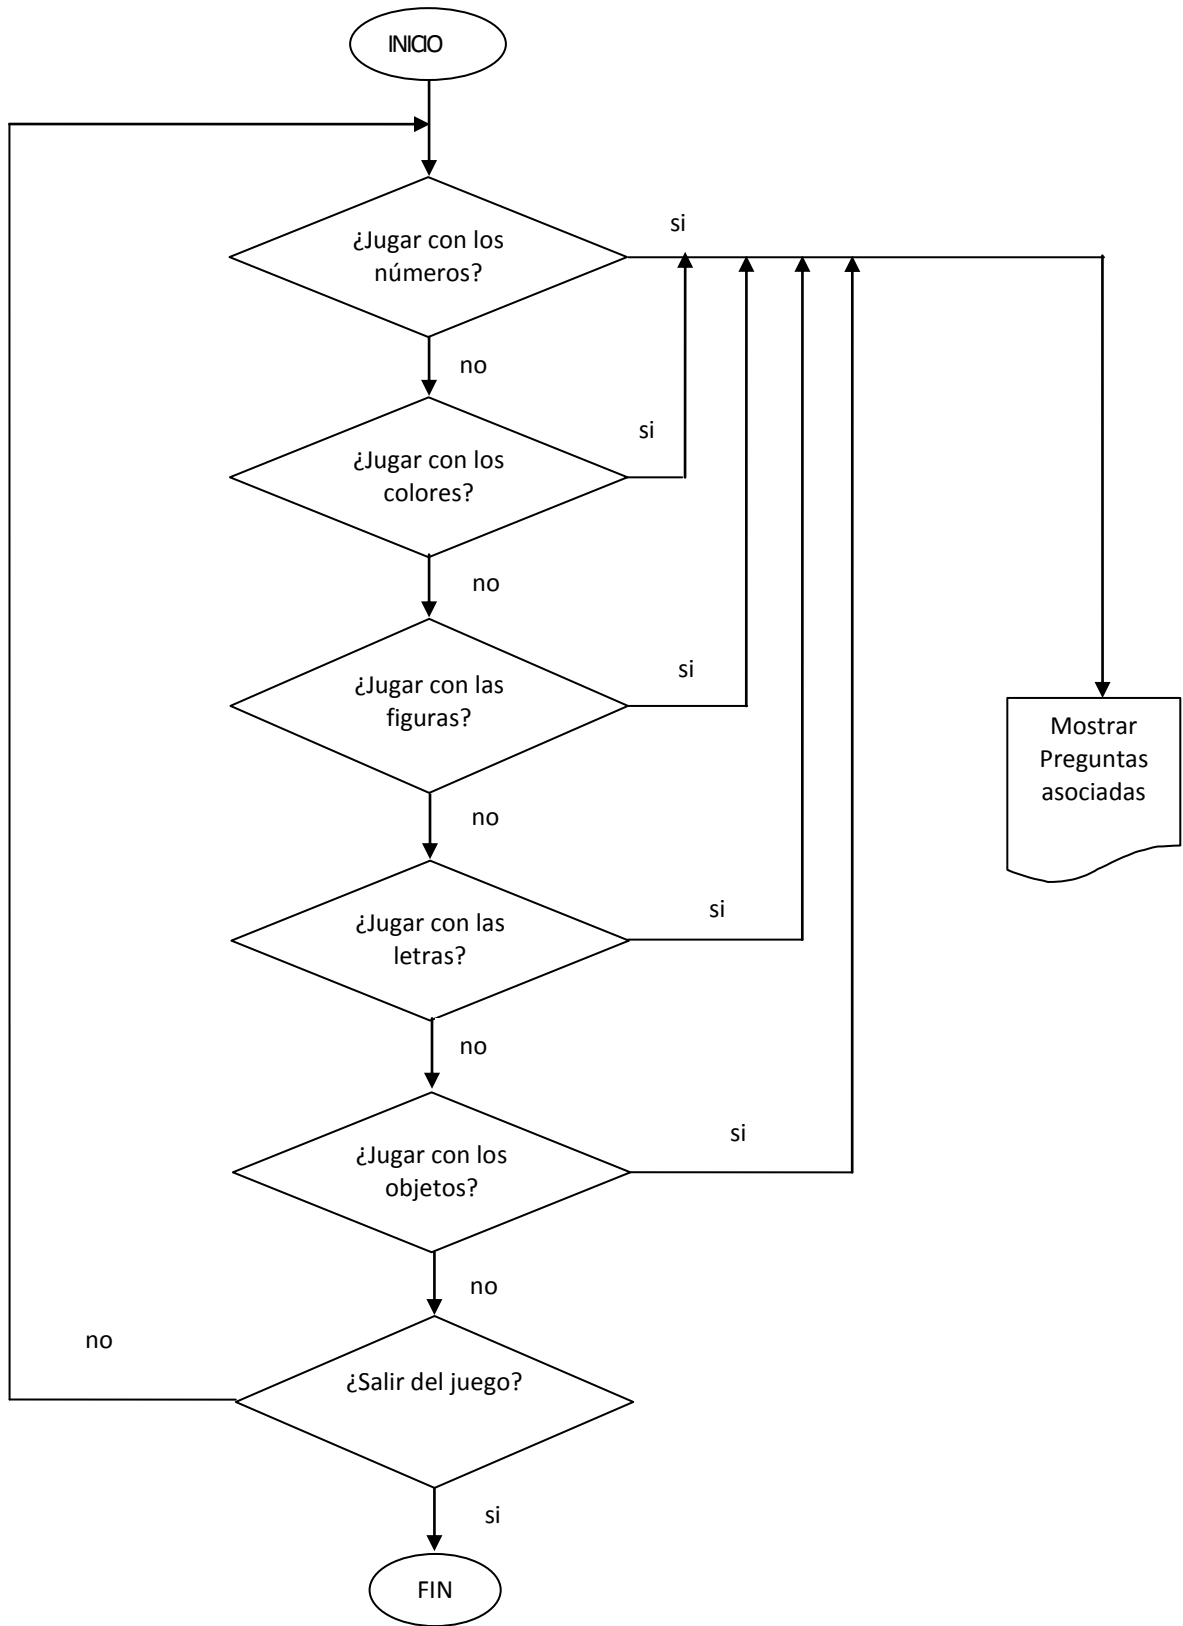 INICIO
si
¿Jugar con los
números?
no
si
¿Jugar con los
colores?
no
si
¿Jugar con las
figuras?
Mostrar
Preguntas
asociadas
no
si
¿Jugar con las
letras?
no
si
¿Jugar con los
objetos?
no
no
¿Salir del juego?
si
FIN